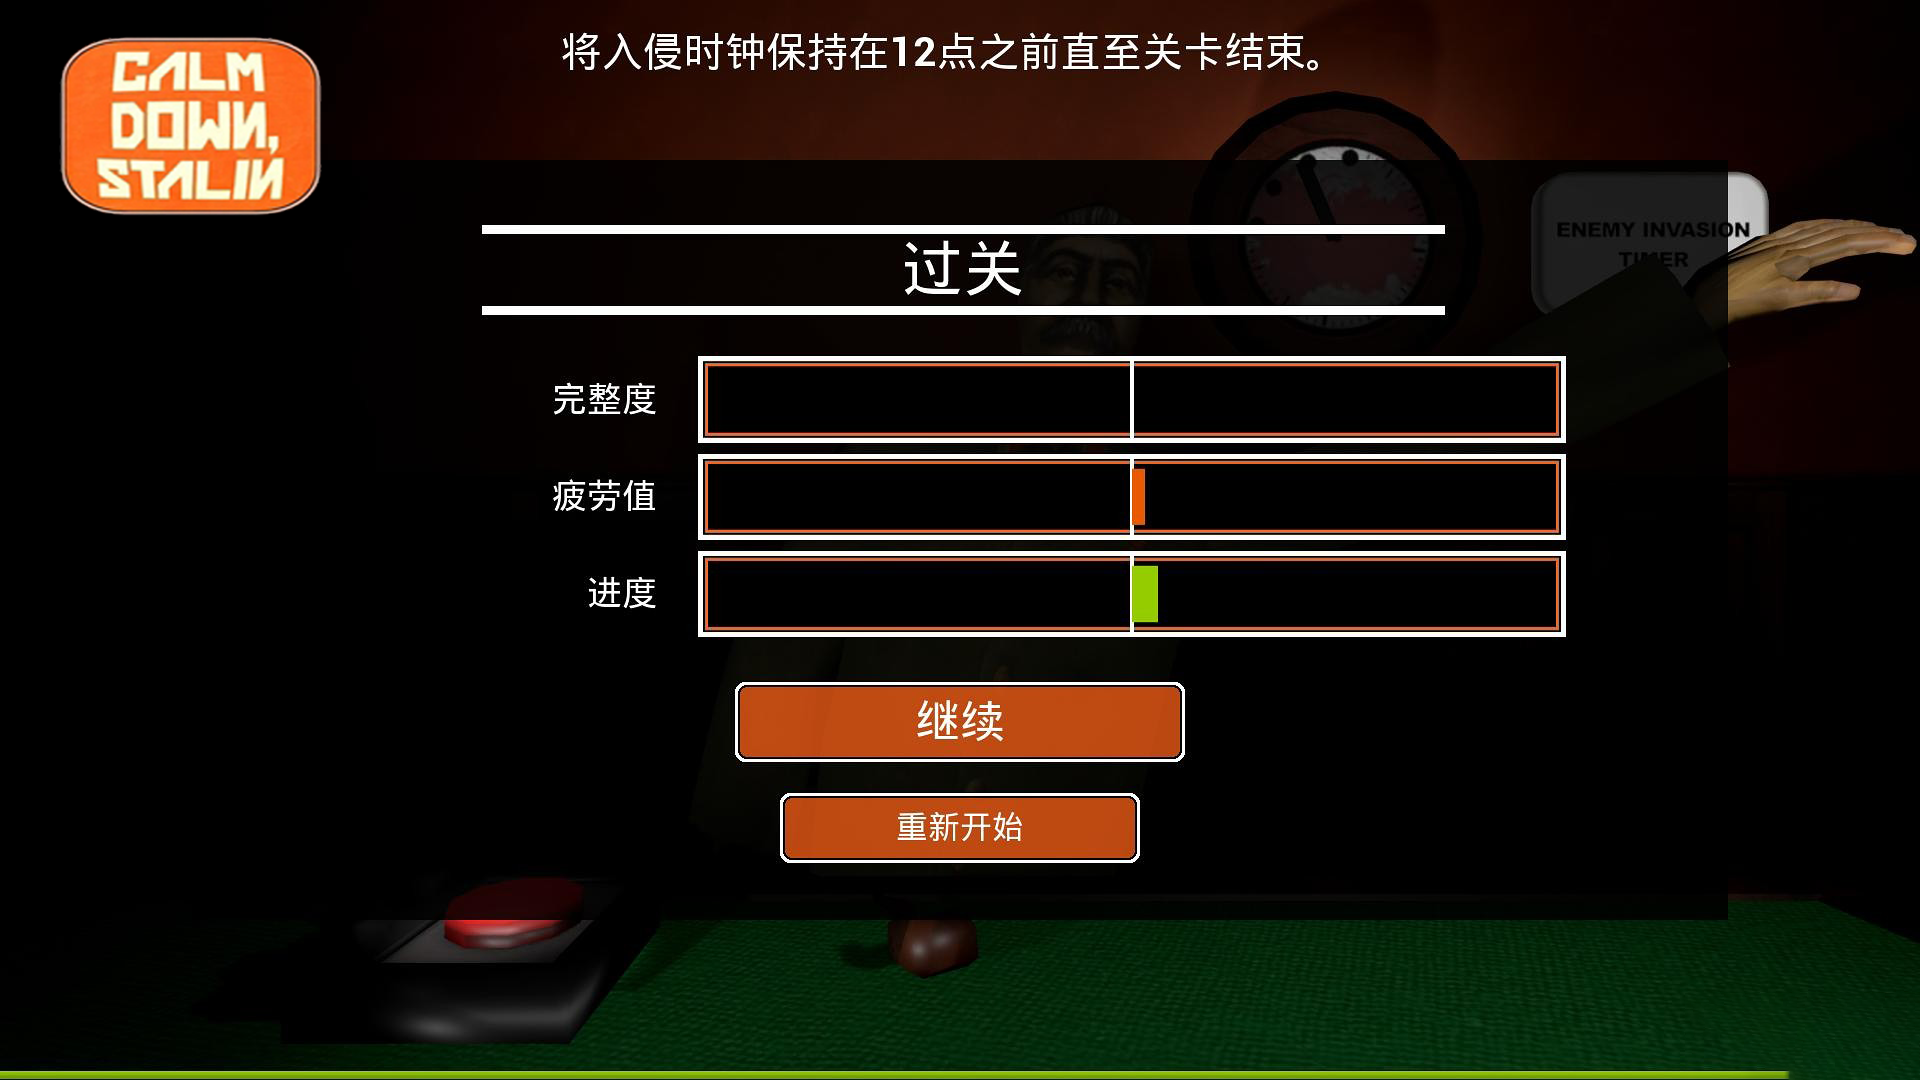 将入侵时钟保持在12点之前直至关卡结束。
CALM
DOWN,
STALIN
ENEMY INVASION
TIMER
过关
完整度
疲劳值
进度
继续
重新开始